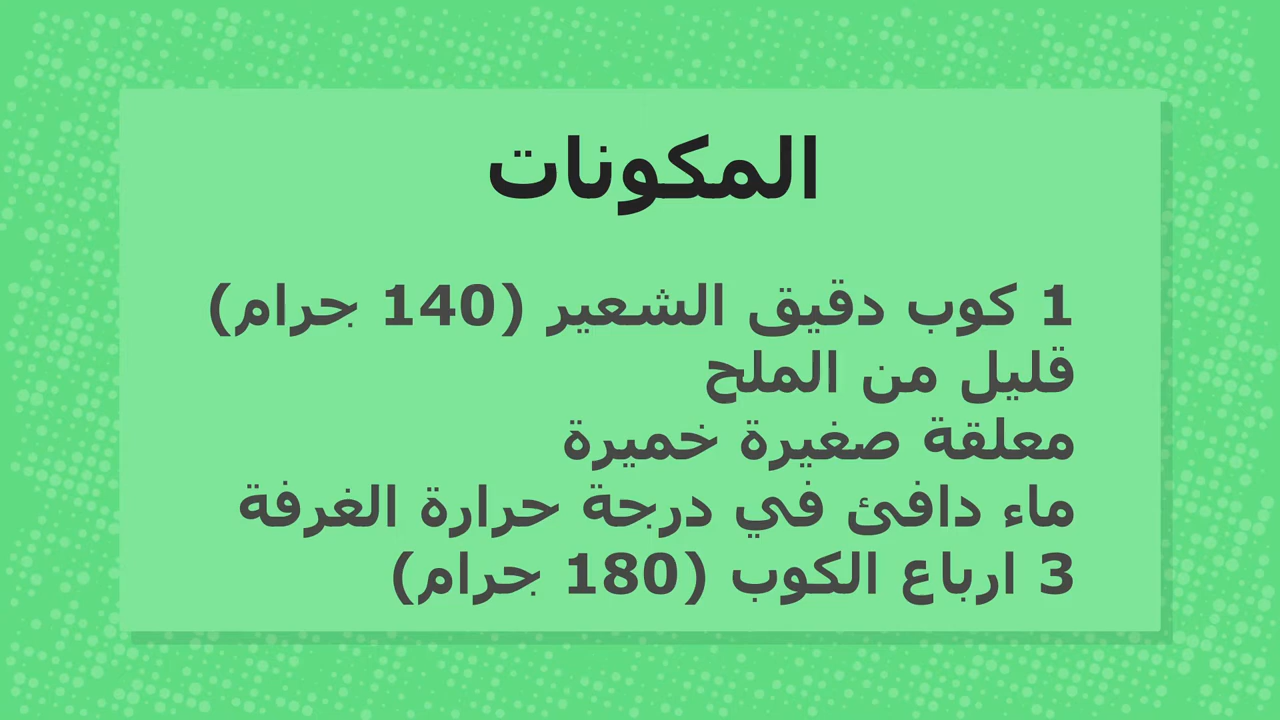 المكونات
1 كوب دقيق الشعير (140 جرام)
قليل من الملح
معلقة صغيرة خميرة
ماء دافئ في درجة حرارة الغرفة
3 ارباع الكوب (180 جرام)